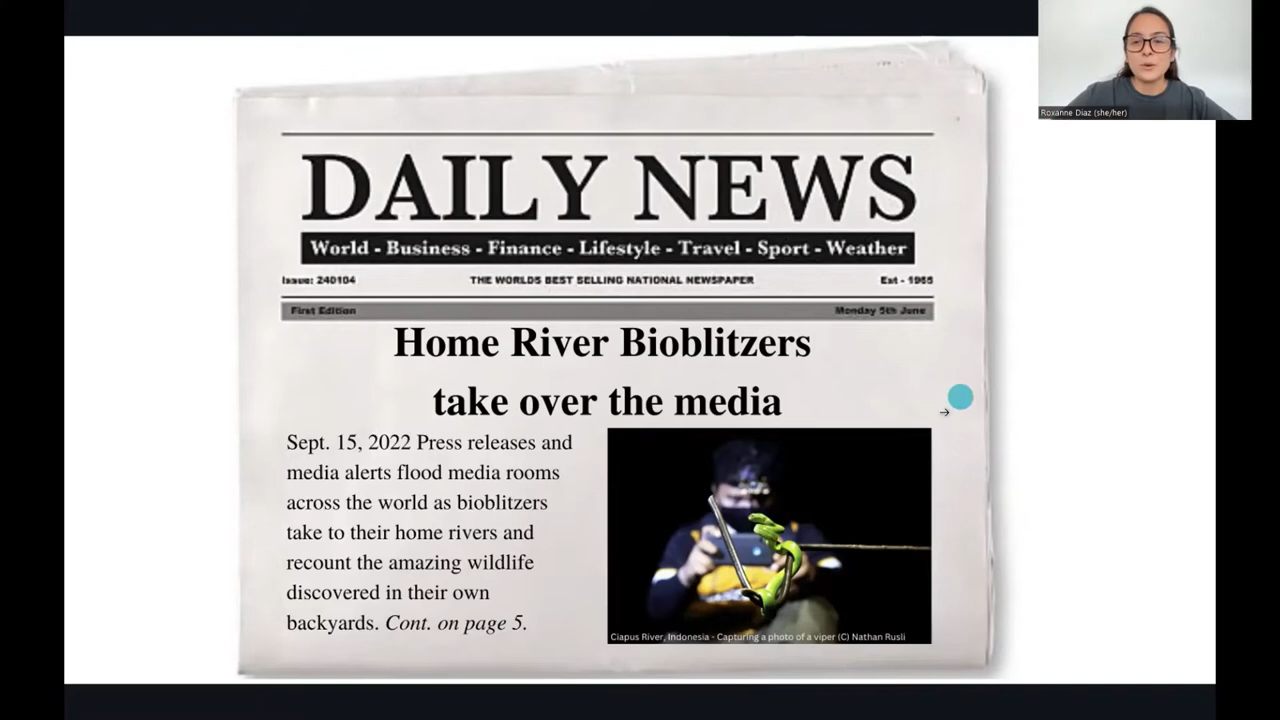 Roxanne Diaz (she/her)
DAILY NEWS
World - Business - Finance - Lifestyle - Travel - Sport - Weather
Issue: 240104 THE WORLDS BEST SELLING NATIONAL NEWSPAPER Est - 1965
First Edition Monday 5th June
Home River Bioblitzers
take over the media
Sept. 15, 2022 Press releases and
media alerts flood media rooms
across the world as bioblitzers
take to their home rivers and
recount the amazing wildlife
discovered in their own
backyards. Cont. on page 5.
Ciapus River, Indonesia - Capturing a photo of a viper (C) Nathan Rusli